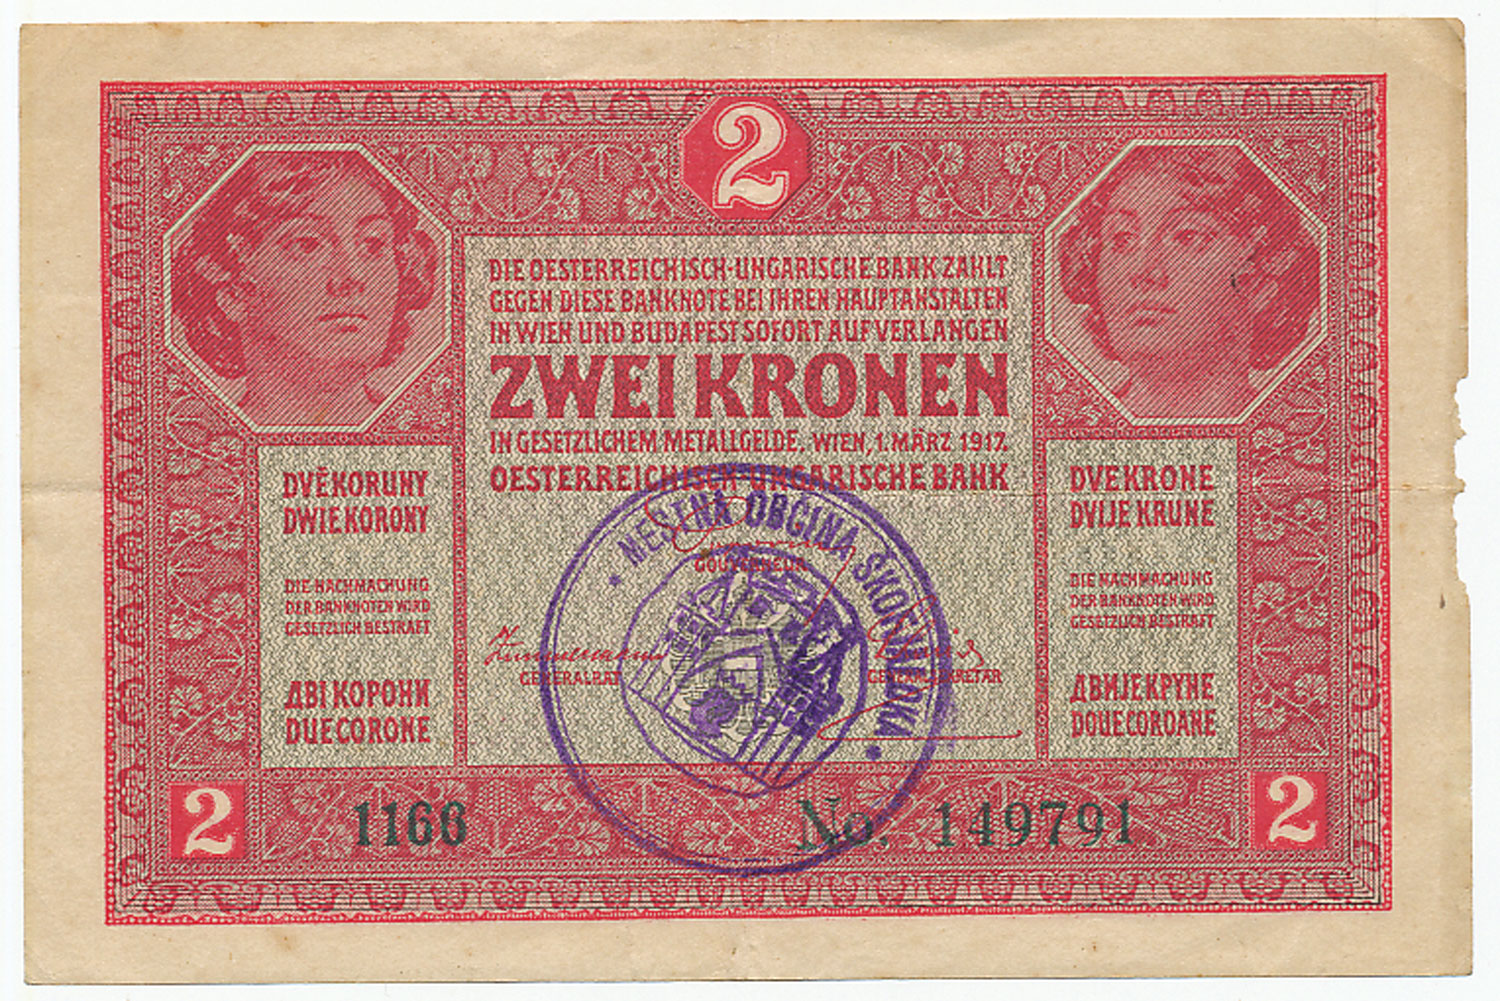 2
DIE OESTERREICHISCH-UNGARISCHE BANK ZAHLT
GEGEN DIESE BANKNOTE BEI IHREN HAUPTANSTALTEN
IN WIEN UND BUDAPEST SOFORT AUF VERLANGEN
ZWEI KRONEN
IN GESETZLICHEM METALLGELDE. WIEN, 1. MÄRZ 1917.
OESTERREICHISCH-UNGARISCHE BANK
GOUVERNEUR
GENERALRAT
GENERALSEKRETÄR
DVĚ KORUNY
DWIE KORONY
DIE NACHMACHUNG
DER BANKNOTEN WIRD
GESETZLICH BESTRAFT
ДВІ КОРОНИ
DUE CORONE
DVE KRONE
DVIJE KRUNE
DIE NACHMACHUNG
DER BANKNOTEN WIRD
GESETZLICH BESTRAFT
ДВИЈЕ КРУНЕ
DOUE COROANE
* MESTNA OBČINA ŠKOFJALOKA *
2
1166
No. 149791
2